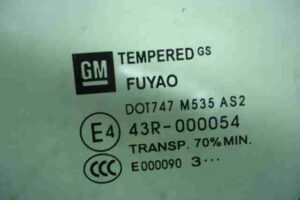 GM TEMPERED GS
FUYAO
DOT747 M535 AS2
E4 43R-000054
TRANSP. 70% MIN.
CCC E000090 3···